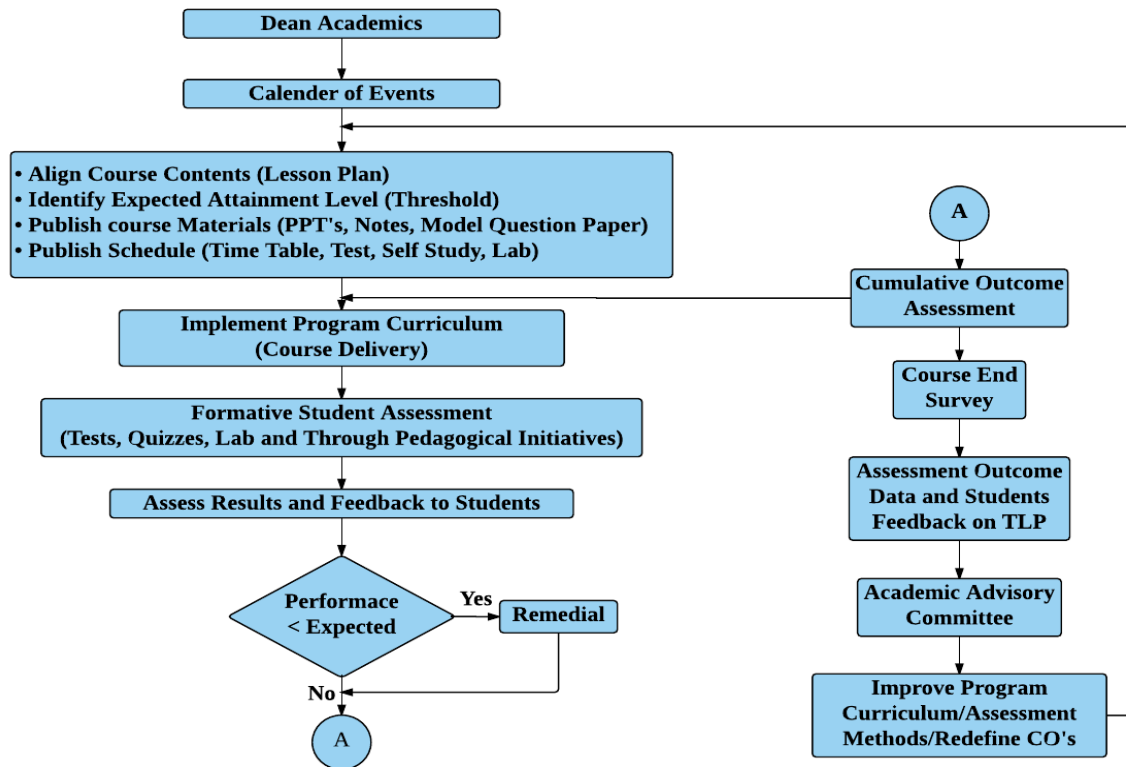 Dean Academics
Calender of Events
• Align Course Contents (Lesson Plan)
• Identify Expected Attainment Level (Threshold)
• Publish course Materials (PPT's, Notes, Model Question Paper)
• Publish Schedule (Time Table, Test, Self Study, Lab)
Implement Program Curriculum
(Course Delivery)
Formative Student Assessment
(Tests, Quizzes, Lab and Through Pedagogical Initiatives)
Assess Results and Feedback to Students
Performace
< Expected
Yes
Remedial
No
A
A
Cumulative Outcome
Assessment
Course End
Survey
Assessment Outcome
Data and Students
Feedback on TLP
Academic Advisory
Committee
Improve Program
Curriculum/Assessment
Methods/Redefine CO's